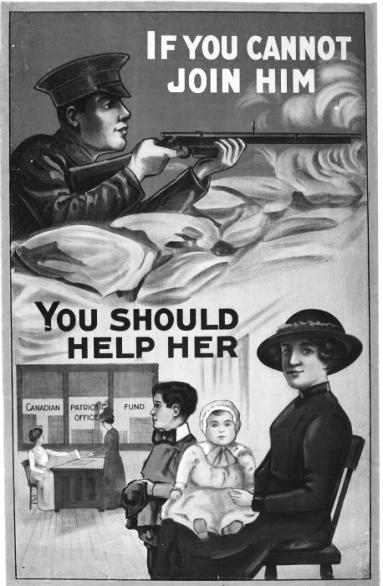 IF YOU CANNOT
JOIN HIM
YOU SHOULD
HELP HER
CANADIAN PATRIOTIC FUND
OFFICE